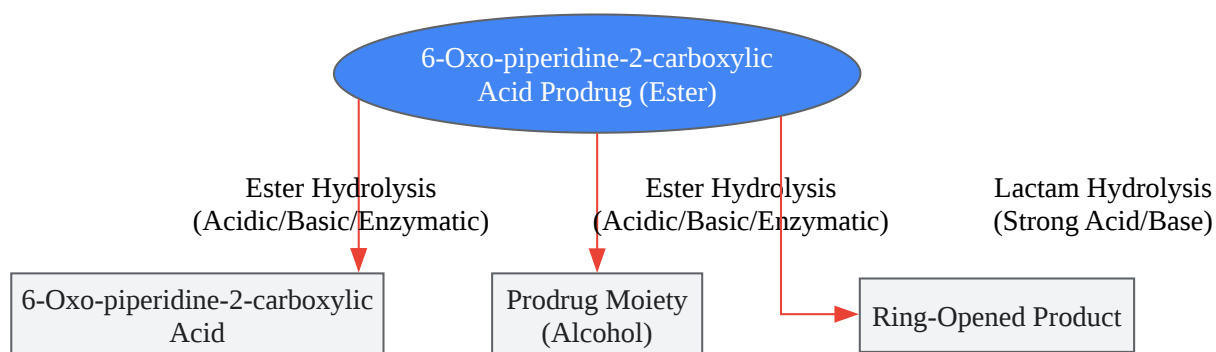 6-Oxo-piperidine-2-carboxylic
Acid Prodrug (Ester)
Ester Hydrolysis
(Acidic/Basic/Enzymatic)
Ester Hydrolysis
(Acidic/Basic/Enzymatic)
Lactam Hydrolysis
(Strong Acid/Base)
6-Oxo-piperidine-2-carboxylic
Acid
Prodrug Moiety
(Alcohol)
Ring-Opened Product